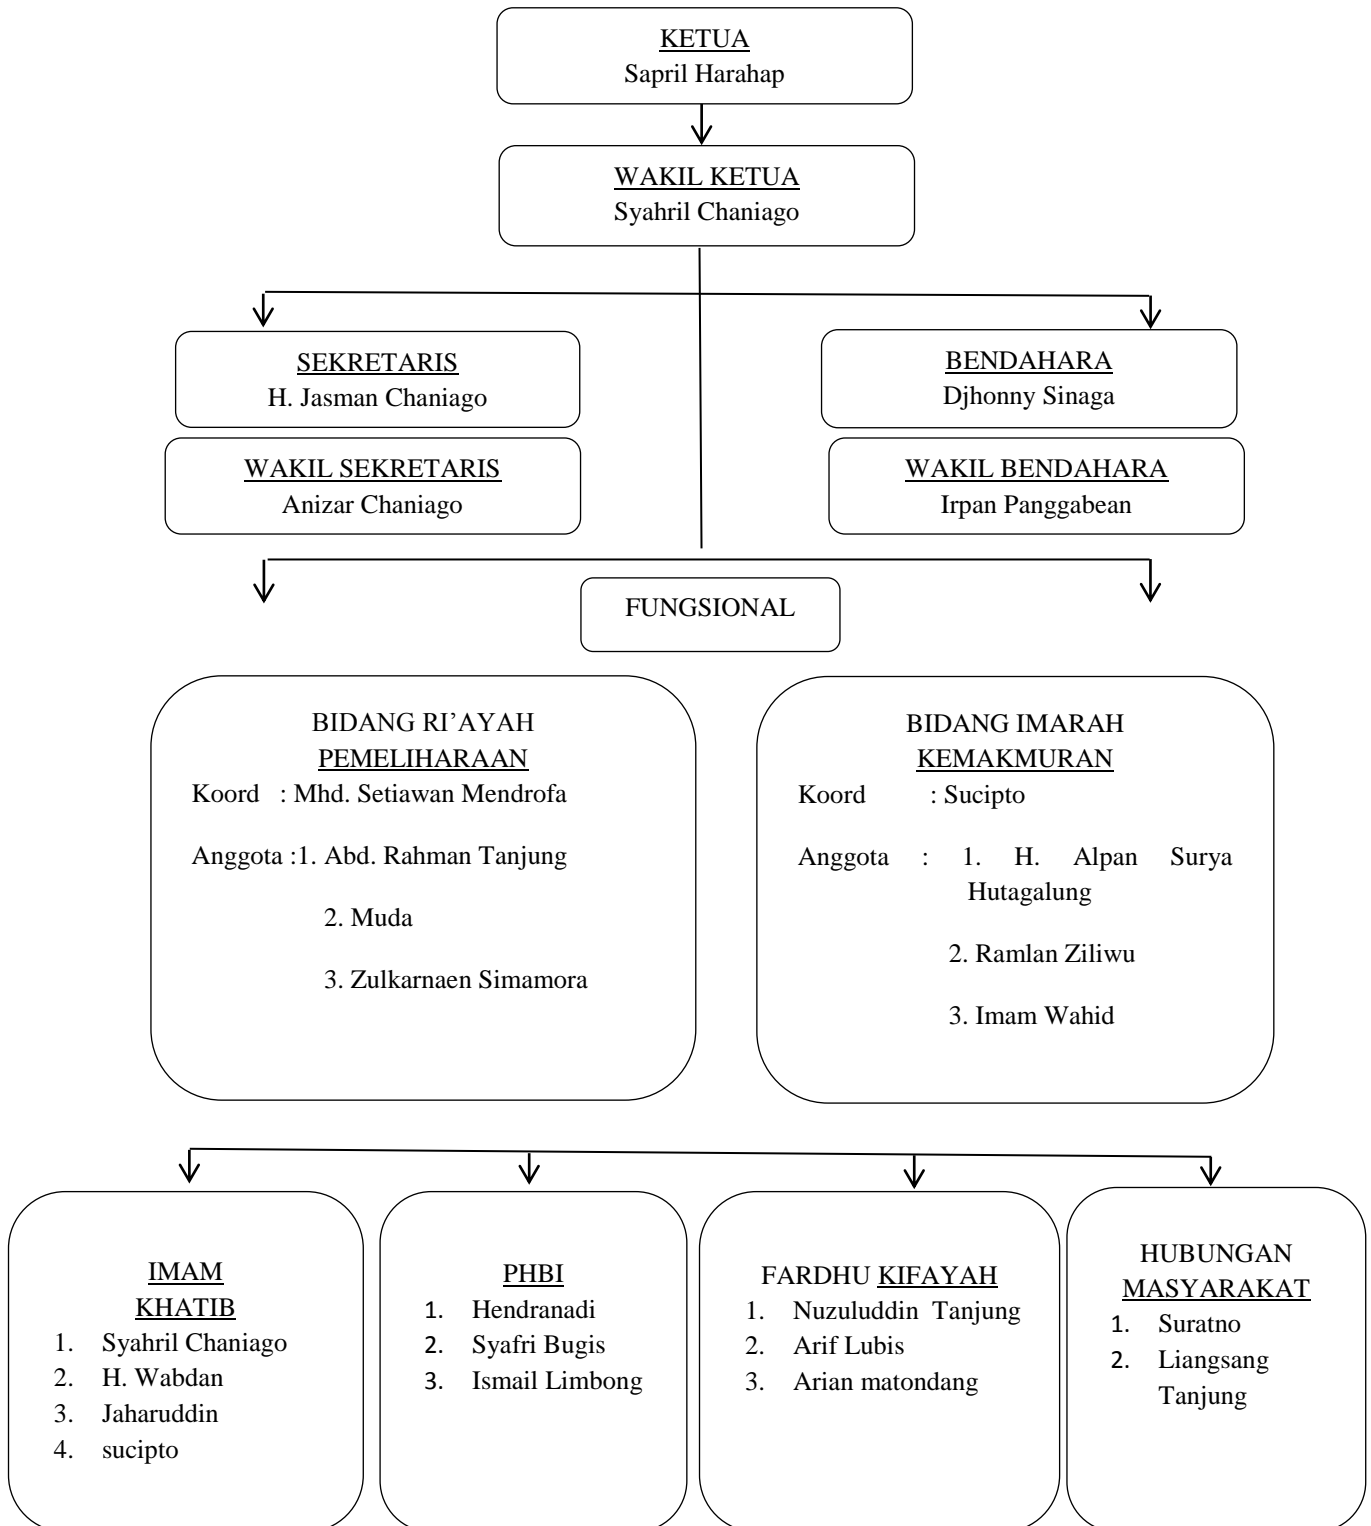 KETUA
Sapril Harahap
WAKIL KETUA
Syahril Chaniago
SEKRETARIS
H. Jasman Chaniago
BENDAHARA
Djhonny Sinaga
WAKIL SEKRETARIS
Anizar Chaniago
WAKIL BENDAHARA
Irpan Panggabean
FUNGSIONAL
BIDANG RI’AYAH
PEMELIHARAAN
Koord : Mhd. Setiawan Mendrofa
Anggota :1. Abd. Rahman Tanjung
2. Muda
3. Zulkarnaen Simamora
BIDANG IMARAH
KEMAKMURAN
Koord : Sucipto
Anggota : 1. H. Alpan Surya
Hutagalung
2. Ramlan Ziliwu
3. Imam Wahid
IMAM
KHATIB
1. Syahril Chaniago
2. H. Wabdan
3. Jaharuddin
4. sucipto
PHBI
1. Hendranadi
2. Syafri Bugis
3. Ismail Limbong
FARDHU KIFAYAH
1. Nuzuluddin Tanjung
2. Arif Lubis
3. Arian matondang
HUBUNGAN
MASYARAKAT
1. Suratno
2. Liangsang
Tanjung